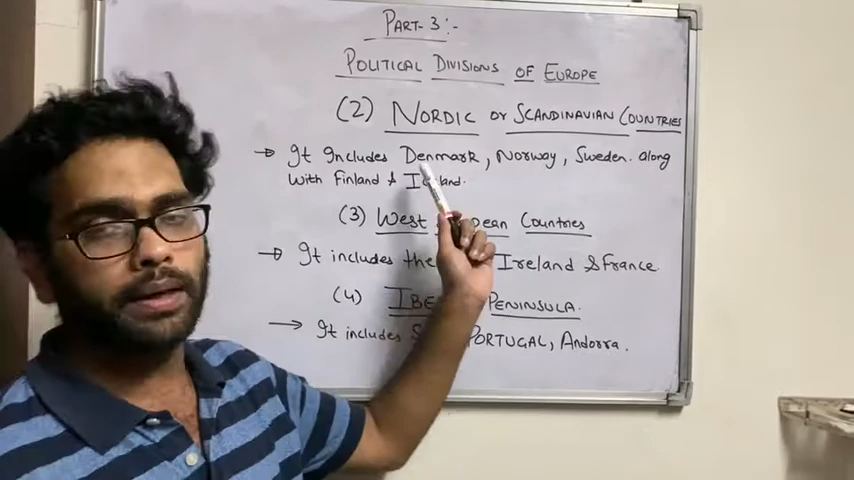 PART-3:-
POLITICAL DIVISIONS OF EUROPE
(2) NORDIC or SCANDINAVIAN COUNTRIES
→ It Includes Denmark, Norway, Sweden. along
with Finland &
(3) West Countries
→ It includes the Ireland & France.
(4) PENINSULA.
→ It includes PORTUGAL, Andorra.